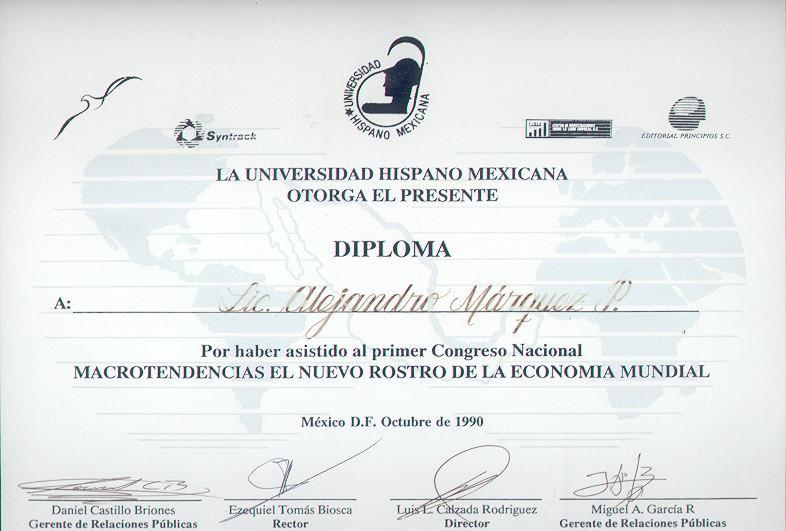 UNIVERSIDAD
HISPANO MEXICANA
Syntrack
EDITORIAL PRINCIPIOS S.C.
LA UNIVERSIDAD HISPANO MEXICANA
OTORGA EL PRESENTE
DIPLOMA
A: Lic. Alejandro Márquez P.
Por haber asistido al primer Congreso Nacional
MACROTENDENCIAS EL NUEVO ROSTRO DE LA ECONOMIA MUNDIAL
México D.F. Octubre de 1990
Daniel Castillo Briones
Gerente de Relaciones Públicas
Ezequiel Tomás Biosca
Rector
Luis L. Calzada Rodriguez
Director
Miguel A. García R
Gerente de Relaciones Públicas